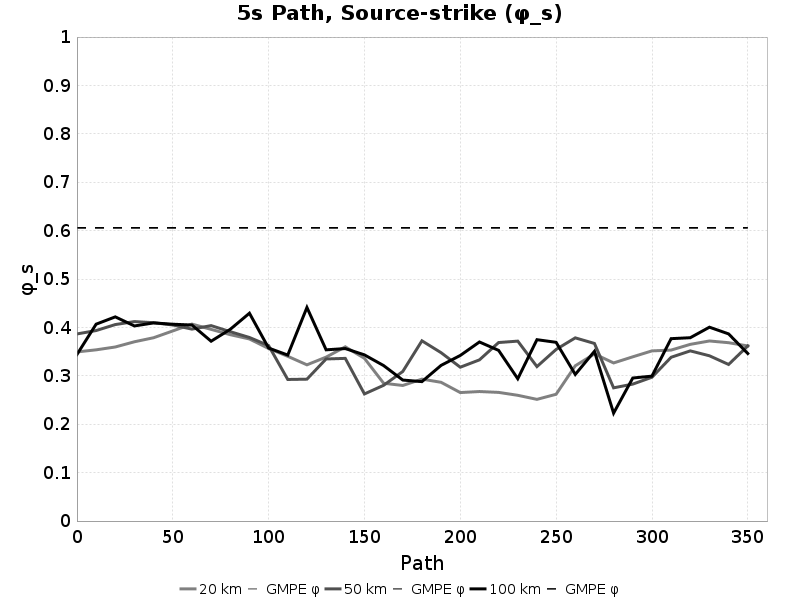 5s Path, Source-strike (φ_s)
1
0.9
0.8
0.7
0.6
0.5
0.4
0.3
0.2
0.1
0
φ_s
0 50 100 150 200 250 300 350
Path
20 km GMPE φ 50 km GMPE φ 100 km GMPE φ